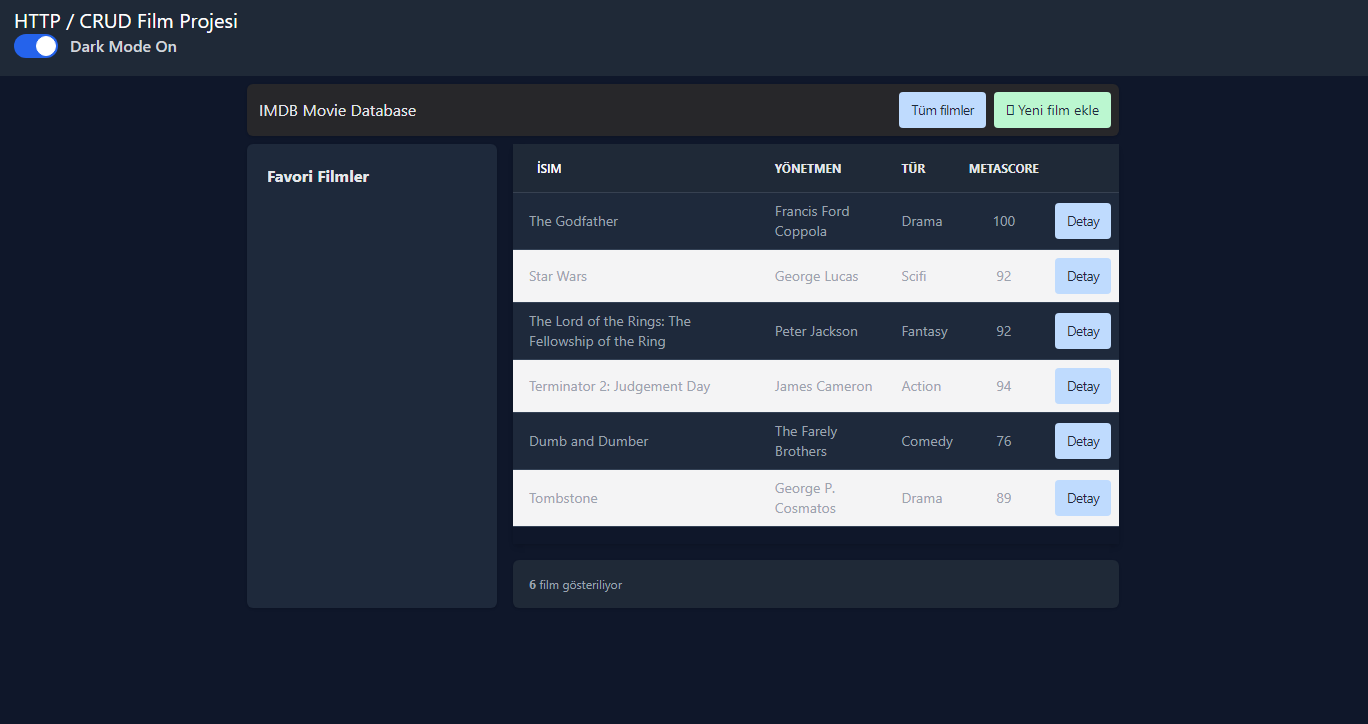 HTTP / CRUD Film Projesi
Dark Mode On
IMDB Movie Database
Tüm filmler
Yeni film ekle
Favori Filmler
İSIM YÖNETMEN TÜR METASCORE
The Godfather
Francis Ford
Coppola
Drama 100 Detay
Star Wars George Lucas Scifi 92 Detay
The Lord of the Rings: The
Fellowship of the Ring
Peter Jackson Fantasy 92 Detay
Terminator 2: Judgement Day James Cameron Action 94 Detay
Dumb and Dumber
The Farely
Brothers
Comedy 76 Detay
Tombstone
George P.
Cosmatos
Drama 89 Detay
6 film gösteriliyor